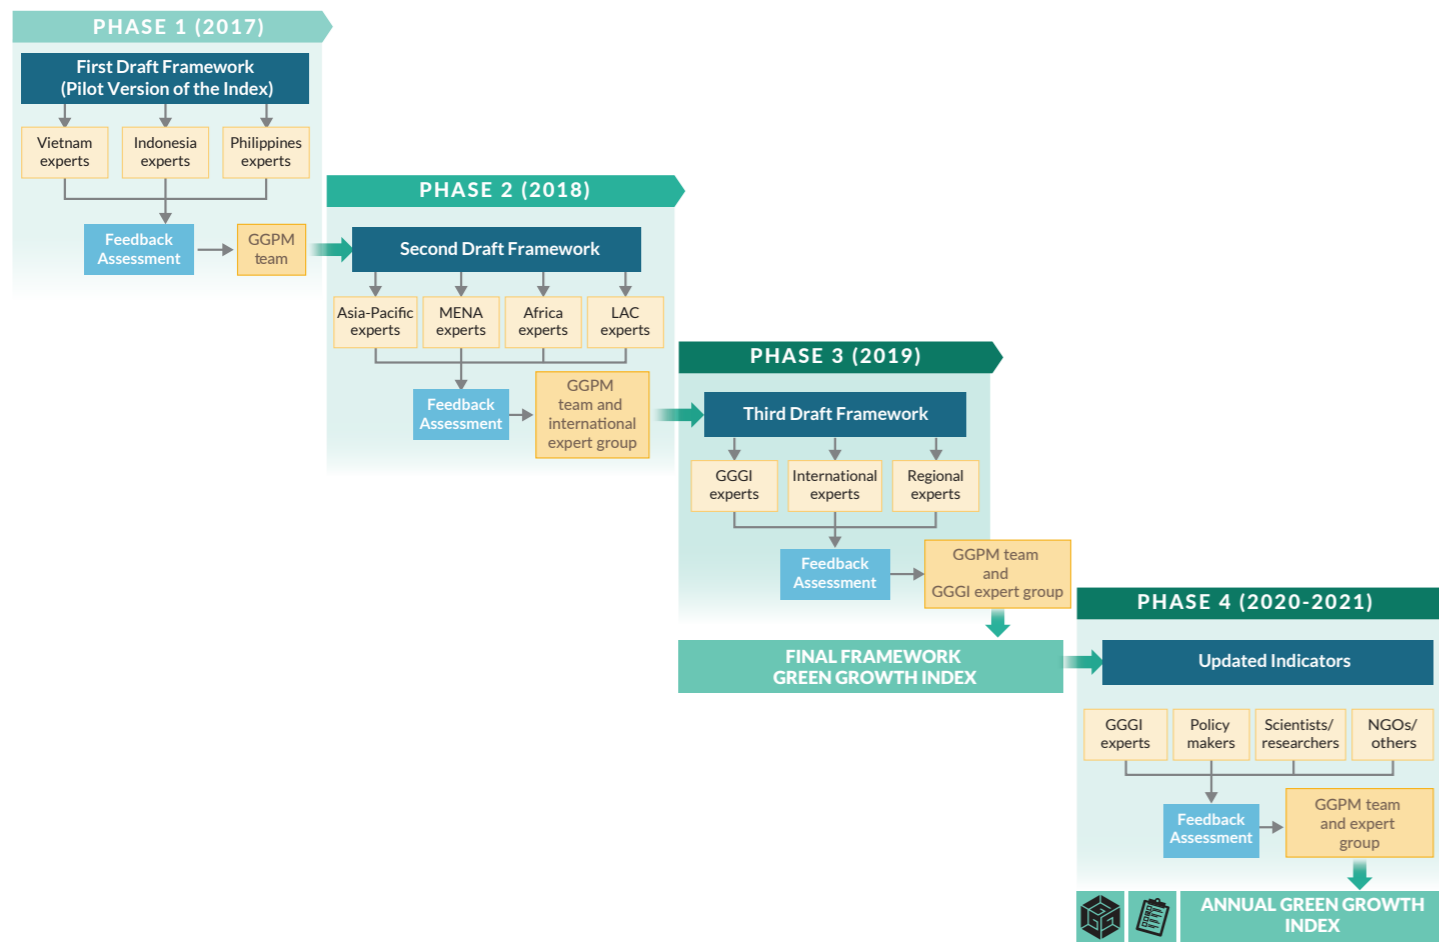 PHASE 1 (2017)
First Draft Framework
(Pilot Version of the Index)
Vietnam
experts
Indonesia
experts
Philippines
experts
Feedback
Assessment
GGPM
team
PHASE 2 (2018)
Second Draft Framework
Asia-Pacific
experts
MENA
experts
Africa
experts
LAC
experts
Feedback
Assessment
GGPM
team and
international
expert group
PHASE 3 (2019)
Third Draft Framework
GGGI
experts
International
experts
Regional
experts
Feedback
Assessment
GGPM team
and
GGGI expert group
FINAL FRAMEWORK
GREEN GROWTH INDEX
PHASE 4 (2020-2021)
Updated Indicators
GGGI
experts
Policy
makers
Scientists/
researchers
NGOs/
others
Feedback
Assessment
GGPM team
and expert
group
ANNUAL GREEN GROWTH
INDEX